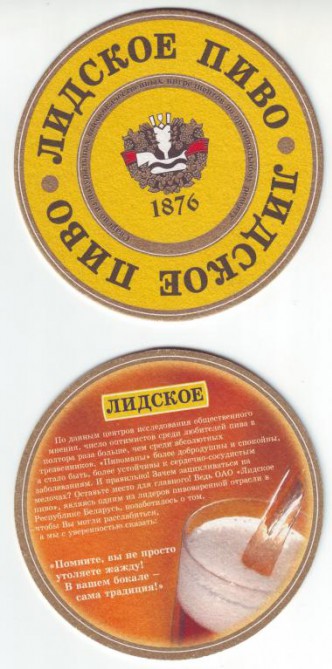 ЛИДСКОЕ ПИВО
ЛИДСКОЕ ПИВО
1876
ЛИДСКОЕ
По данным центров исследования общественного
мнения, число оптимистов среди любителей пива в
полтора раза больше, чем среди абсолютных
трезвенников, «Пивоманы» более добродушны и спокойны,
а стало быть, более устойчивы и сердечно-сосудистым
заболеваниям. И правильно! Зачем зацикливаться на
мелочах? Оставьте место для главного! Ведь ОАО «Лидское
пиво», являясь одним из лидеров пивоваренной отрасли в
Республике Беларусь, позаботилось о том,
чтобы Вы могли расслабиться,
а мы с уверенностью сказать:
«Помните, вы не просто
утоляете жажду!
В вашем бокале –
сама традиция!»